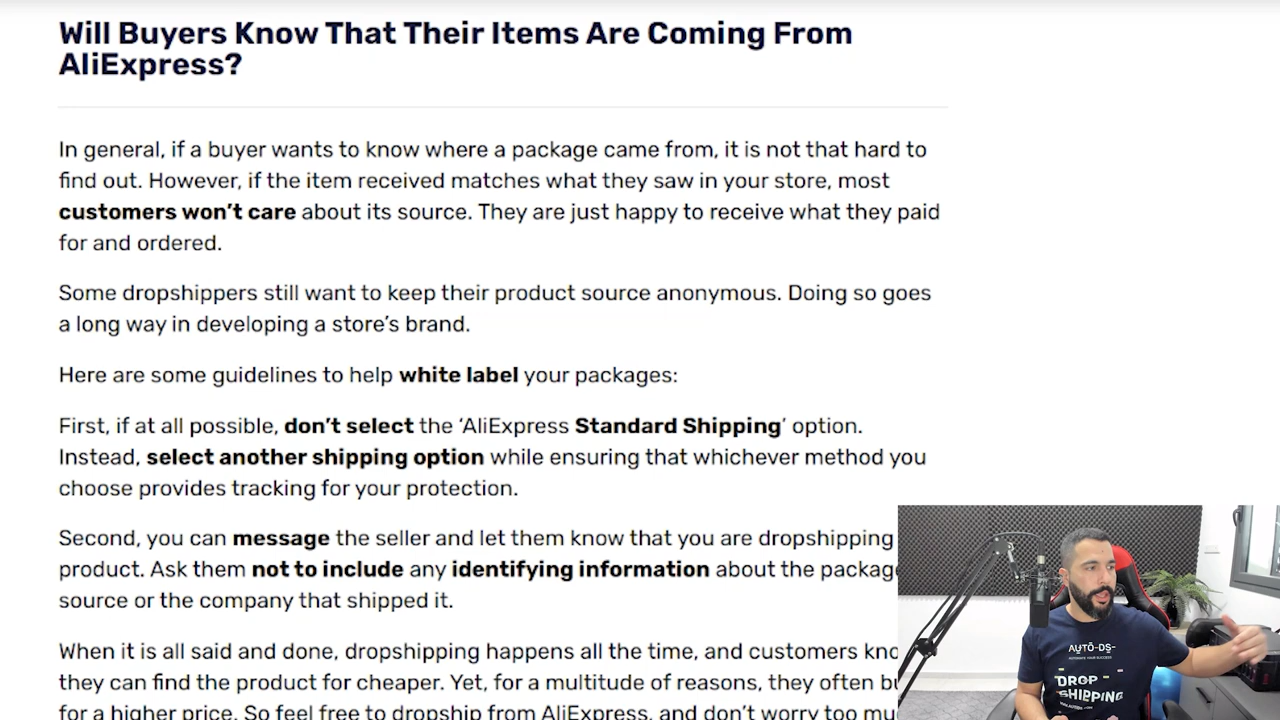 Will Buyers Know That Their Items Are Coming From
AliExpress?
In general, if a buyer wants to know where a package came from, it is not that hard to
find out. However, if the item received matches what they saw in your store, most
customers won't care about its source. They are just happy to receive what they paid
for and ordered.
Some dropshippers still want to keep their product source anonymous. Doing so goes
a long way in developing a store's brand.
Here are some guidelines to help white label your packages:
First, if at all possible, don't select the 'AliExpress Standard Shipping' option.
Instead, select another shipping option while ensuring that whichever method you
choose provides tracking for your protection.
Second, you can message the seller and let them know that you are dropshipping
product. Ask them not to include any identifying information about the package
source or the company that shipped it.
When it is all said and done, dropshipping happens all the time, and customers kno
they can find the product for cheaper. Yet, for a multitude of reasons, they often bu
for a higher price. So feel free to dropship from AliExpress, and don't worry too mu
AUTO-DS-
AUTOMATE YOUR SUCCESS
DROP
SHIPPING